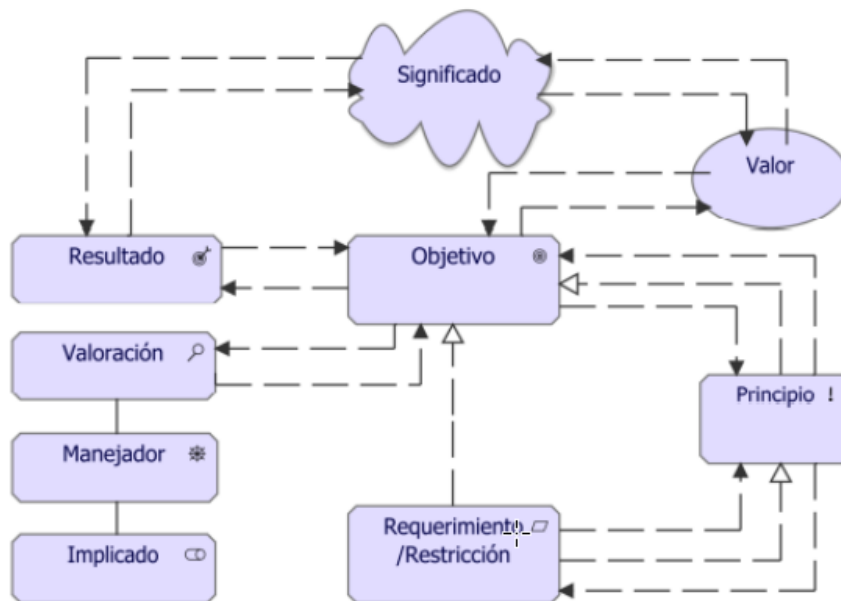 Significado
Valor
Resultado
Objetivo
Valoración
Principio !
Manejador
Requerimiento
/Restricción
Implicado